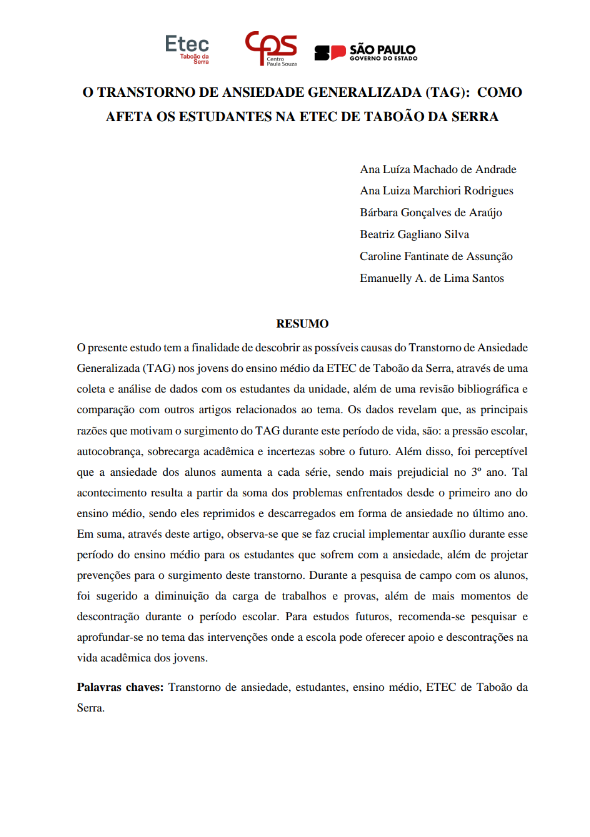 Etec
Taboão da
Serra
CPS
Centro
Paula Souza
SP
SÃO PAULO
GOVERNO DO ESTADO
O TRANSTORNO DE ANSIEDADE GENERALIZADA (TAG): COMO
AFETA OS ESTUDANTES NA ETEC DE TABOÃO DA SERRA
Ana Luíza Machado de Andrade
Ana Luiza Marchiori Rodrigues
Bárbara Gonçalves de Araújo
Beatriz Gagliano Silva
Caroline Fantinate de Assunção
Emanuelly A. de Lima Santos
RESUMO
O presente estudo tem a finalidade de descobrir as possíveis causas do Transtorno de Ansiedade
Generalizada (TAG) nos jovens do ensino médio da ETEC de Taboão da Serra, através de uma
coleta e análise de dados com os estudantes da unidade, além de uma revisão bibliográfica e
comparação com outros artigos relacionados ao tema. Os dados revelam que, as principais
razões que motivam o surgimento do TAG durante este período de vida, são: a pressão escolar,
autocobrança, sobrecarga acadêmica e incertezas sobre o futuro. Além disso, foi perceptível
que a ansiedade dos alunos aumenta a cada série, sendo mais prejudicial no 3º ano. Tal
acontecimento resulta a partir da soma dos problemas enfrentados desde o primeiro ano do
ensino médio, sendo eles reprimidos e descarregados em forma de ansiedade no último ano.
Em suma, através deste artigo, observa-se que se faz crucial implementar auxílio durante esse
período do ensino médio para os estudantes que sofrem com a ansiedade, além de projetar
prevenções para o surgimento deste transtorno. Durante a pesquisa de campo com os alunos,
foi sugerido a diminuição da carga de trabalhos e provas, além de mais momentos de
descontração durante o período escolar. Para estudos futuros, recomenda-se pesquisar e
aprofundar-se no tema das intervenções onde a escola pode oferecer apoio e descontrações na
vida acadêmica dos jovens.
Palavras chaves: Transtorno de ansiedade, estudantes, ensino médio, ETEC de Taboão da
Serra.